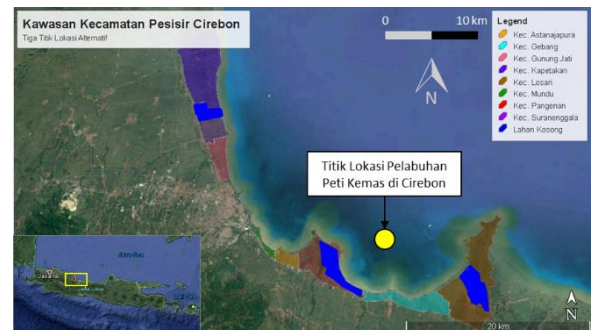 Kawasan Kecamatan Pesisir Cirebon
Tiga Titik Lokasi Alternatif
0 10 km
N
Legend
Kec. Astanajapura
Kec. Gebang
Kec. Gunung Jati
Kec. Kapetakan
Kec. Losari
Kec. Mundu
Kec. Pangenan
Kec. Suranenggala
Lahan Kosong
Titik Lokasi Pelabuhan
Peti Kemas di Cirebon
Jakarta
N
20 km